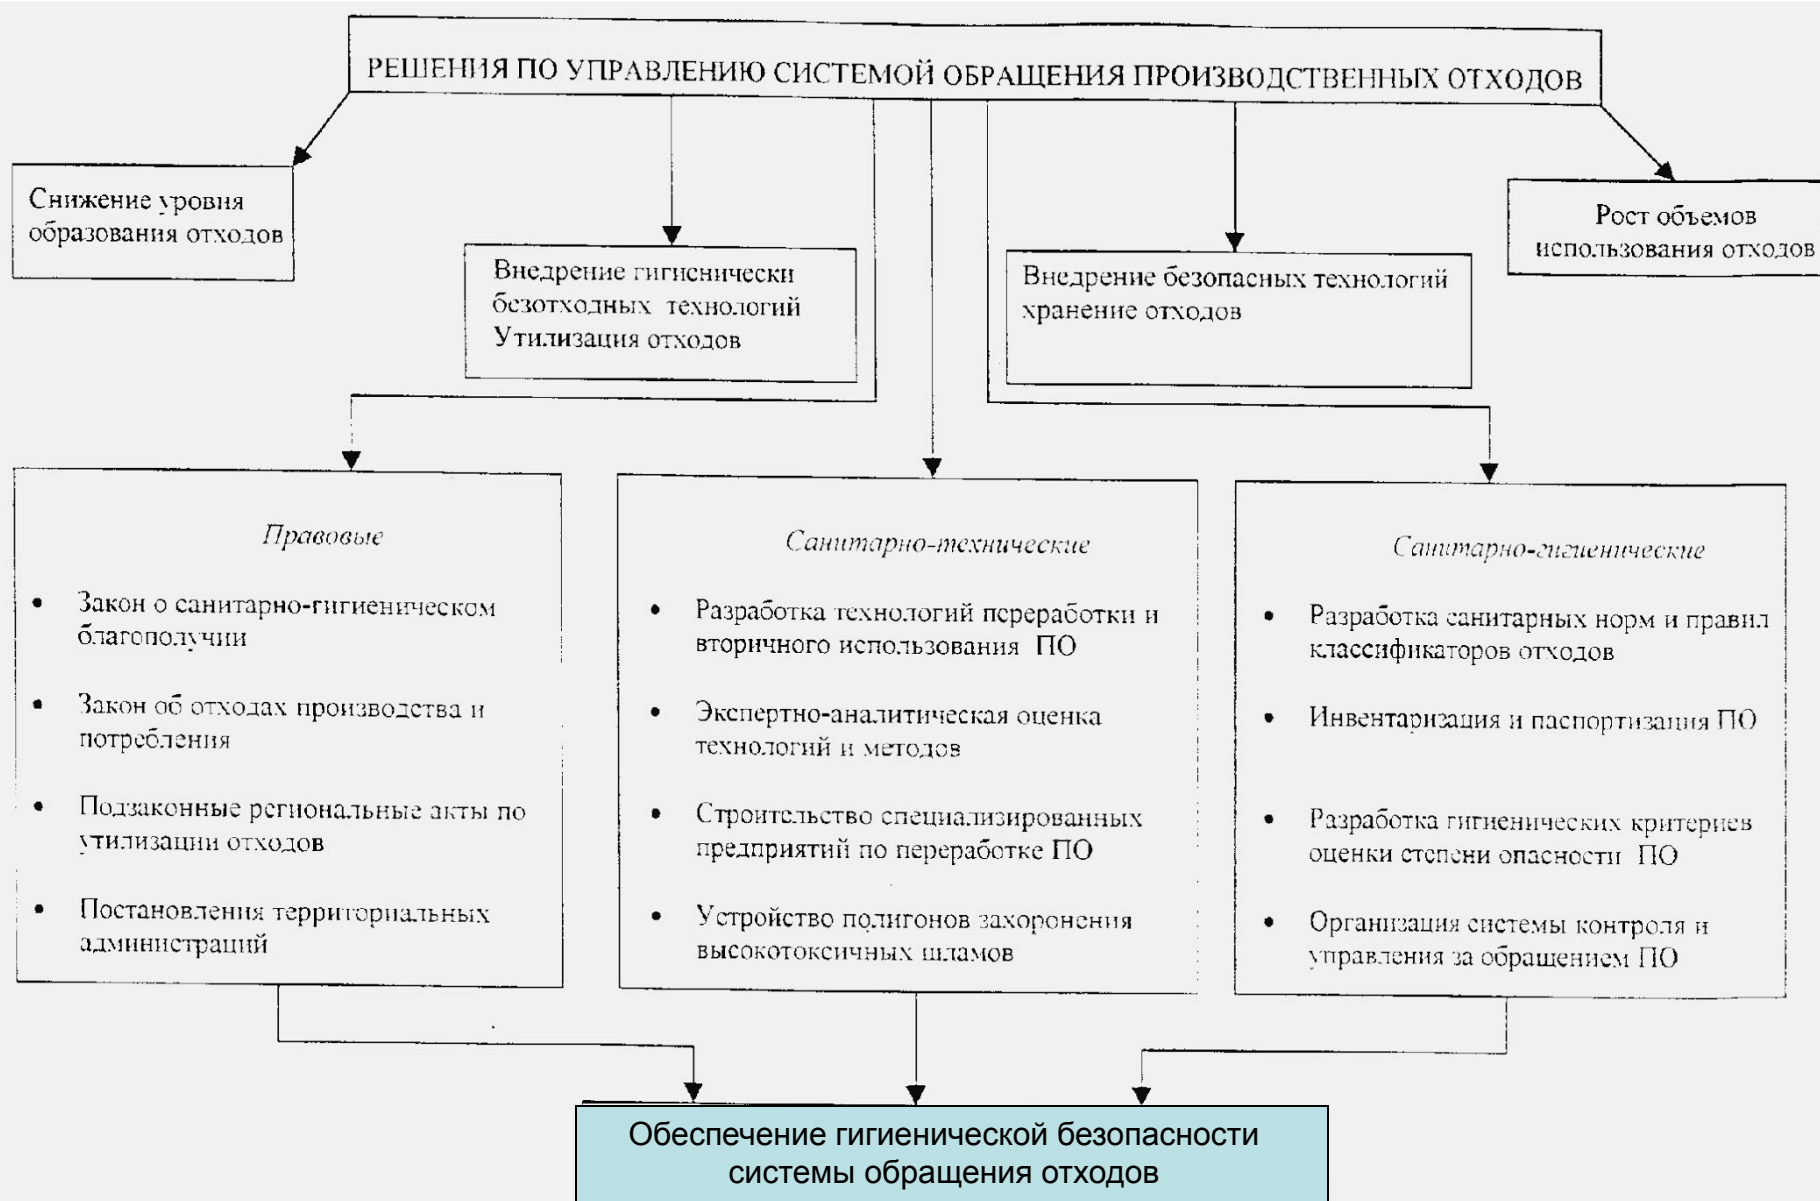 РЕШЕНИЯ ПО УПРАВЛЕНИЮ СИСТЕМОЙ ОБРАЩЕНИЯ ПРОИЗВОДСТВЕННЫХ ОТХОДОВ
Снижение уровня
образования отходов
Внедрение гигиенически
безотходных технологий
Утилизация отходов
Внедрение безопасных технологий
хранение отходов
Рост объемов
использования отходов
Правовые
• Закон о санитарно-гигиеническом
благополучии
• Закон об отходах производства и
потребления
• Подзаконные региональные акты по
утилизации отходов
• Постановления территориальных
администраций
Санитарно-технические
• Разработка технологий переработки и
вторичного использования ПО
• Экспертно-аналитическая оценка
технологий и методов
• Строительство специализированных
предприятий по переработке ПО
• Устройство полигонов захоронения
высокотоксичных шламов
Санитарно-гигиенические
• Разработка санитарных норм и правил
классификаторов отходов
• Инвентаризация и паспортизация ПО
• Разработка гигиенических критериев
оценки степени опасности ПО
• Организация системы контроля и
управления за обращением ПО
Обеспечение гигиенической безопасности
системы обращения отходов